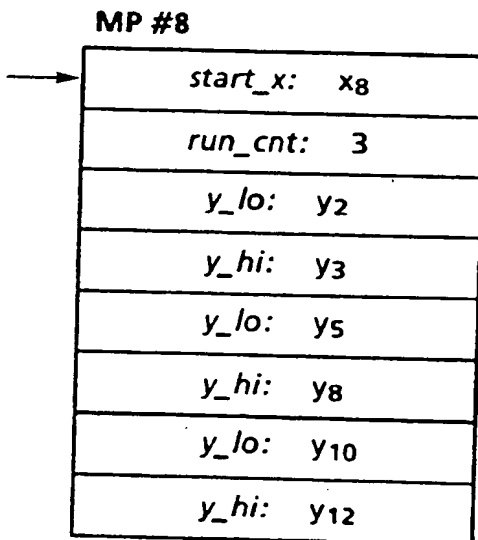 MP #8
start_x: x8
run_cnt: 3
y_lo: y2
y_hi: y3
y_lo: y5
y_hi: y8
y_lo: y10
y_hi: y12